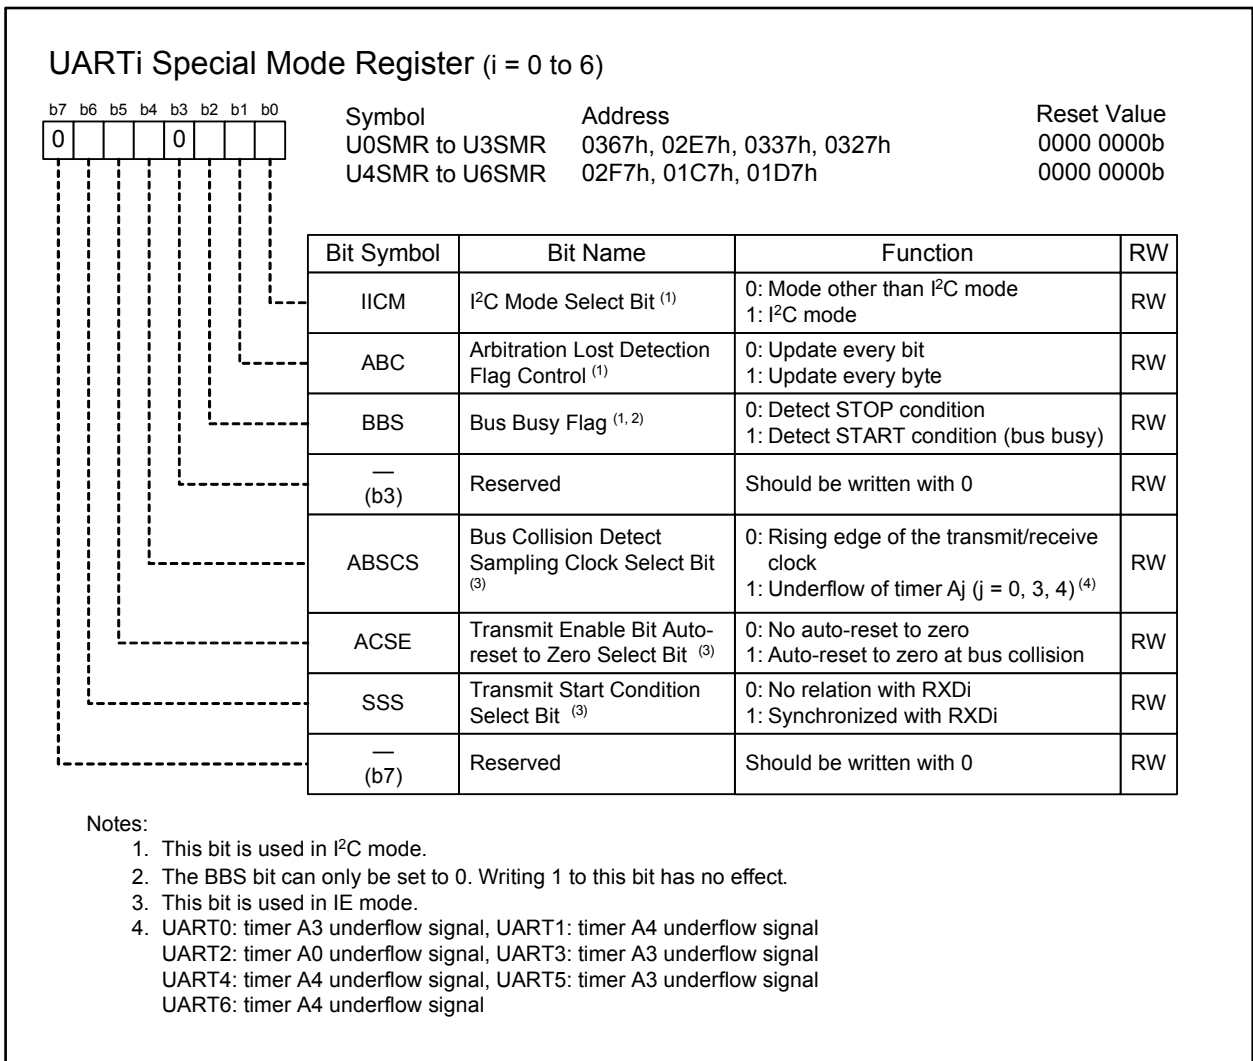 UARTi Special Mode Register (i = 0 to 6)
b7 b6 b5 b4 b3 b2 b1 b0
0 0
Symbol Address Reset Value
U0SMR to U3SMR 0367h, 02E7h, 0337h, 0327h 0000 0000b
U4SMR to U6SMR 02F7h, 01C7h, 01D7h 0000 0000b
Bit Symbol Bit Name Function RW
IICM I²C Mode Select Bit (1) 0: Mode other than I²C mode RW
1: I²C mode
ABC Arbitration Lost Detection 0: Update every bit RW
Flag Control (1) 1: Update every byte
BBS Bus Busy Flag (1, 2) 0: Detect STOP condition RW
1: Detect START condition (bus busy)
— (b3) Reserved Should be written with 0 RW
ABSCS Bus Collision Detect 0: Rising edge of the transmit/receive RW
Sampling Clock Select Bit clock
(3) 1: Underflow of timer Aj (j = 0, 3, 4) (4)
ACSE Transmit Enable Bit Auto- 0: No auto-reset to zero RW
reset to Zero Select Bit (3) 1: Auto-reset to zero at bus collision
SSS Transmit Start Condition 0: No relation with RXDi RW
Select Bit (3) 1: Synchronized with RXDi
— (b7) Reserved Should be written with 0 RW
Notes:
1. This bit is used in I²C mode.
2. The BBS bit can only be set to 0. Writing 1 to this bit has no effect.
3. This bit is used in IE mode.
4. UART0: timer A3 underflow signal, UART1: timer A4 underflow signal
UART2: timer A0 underflow signal, UART3: timer A3 underflow signal
UART4: timer A4 underflow signal, UART5: timer A3 underflow signal
UART6: timer A4 underflow signal